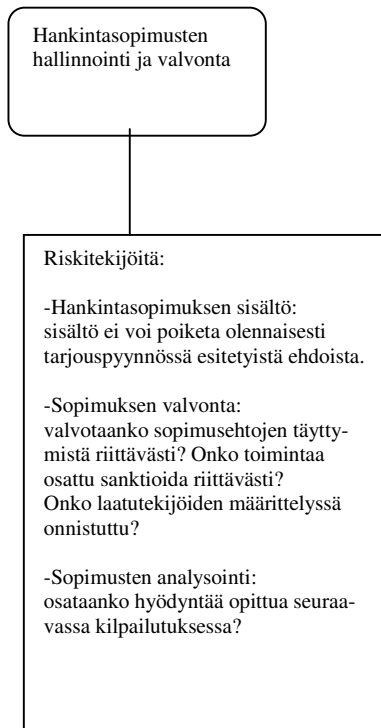 Hankintasopimusten
hallinnointi ja valvonta
Riskitekijöitä:
-Hankintasopimuksen sisältö:
sisältö ei voi poiketa olennaisesti
tarjouspyynnössä esitetyistä ehdoista.
-Sopimuksen valvonta:
valvotaanko sopimusehtojen täytty-
mistä riittävästi? Onko toimintaa
osattu sanktioida riittävästi?
Onko laatutekijöiden määrittelyssä
onnistuttu?
-Sopimusten analysointi:
osataanko hyödyntää opittua seuraa-
vassa kilpailutuksessa?